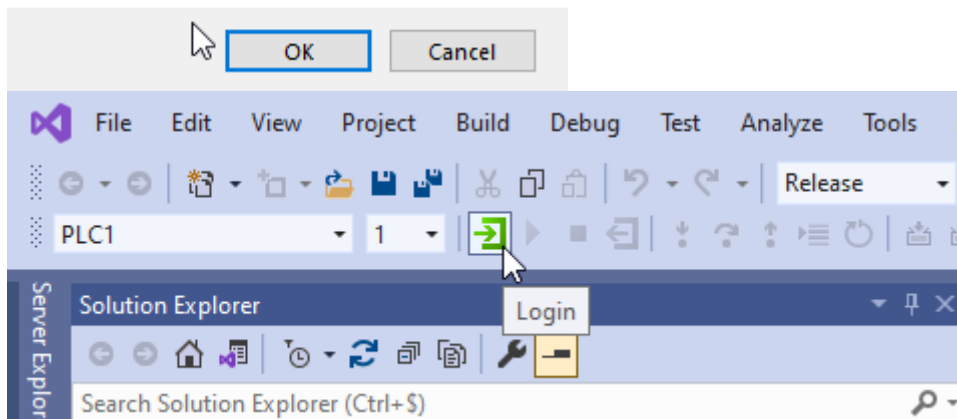 OK Cancel
File Edit View Project Build Debug Test Analyze Tools
Release
PLC1 1
Server Explor
Solution Explorer
Login
Search Solution Explorer (Ctrl+$)